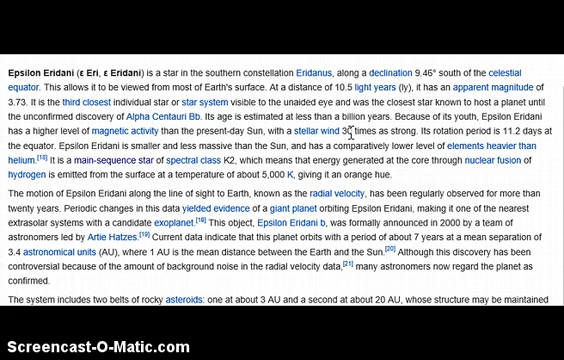 Epsilon Eridani (ε Eri, ε Eridani) is a star in the southern constellation Eridanus, along a declination 9.46° south of the celestial
equator. This allows it to be viewed from most of Earth's surface. At a distance of 10.5 light years (ly), it has an apparent magnitude of
3.73. It is the third closest individual star or star system visible to the unaided eye and was the closest star known to host a planet until
the unconfirmed discovery of Alpha Centauri Bb. Its age is estimated at less than a billion years. Because of its youth, Epsilon Eridani
has a higher level of magnetic activity than the present-day Sun, with a stellar wind 30 times as strong. Its rotation period is 11.2 days at
the equator. Epsilon Eridani is smaller and less massive than the Sun, and has a comparatively lower level of elements heavier than
helium.[18] It is a main-sequence star of spectral class K2, which means that energy generated at the core through nuclear fusion of
hydrogen is emitted from the surface at a temperature of about 5,000 K, giving it an orange hue.
The motion of Epsilon Eridani along the line of sight to Earth, known as the radial velocity, has been regularly observed for more than
twenty years. Periodic changes in this data yielded evidence of a giant planet orbiting Epsilon Eridani, making it one of the nearest
extrasolar systems with a candidate exoplanet.[19] This object, Epsilon Eridani b, was formally announced in 2000 by a team of
astronomers led by Artie Hatzes.[19] Current data indicate that this planet orbits with a period of about 7 years at a mean separation of
3.4 astronomical units (AU), where 1 AU is the mean distance between the Earth and the Sun.[20] Although this discovery has been
controversial because of the amount of background noise in the radial velocity data,[21] many astronomers now regard the planet as
confirmed.
The system includes two belts of rocky asteroids: one at about 3 AU and a second at about 20 AU, whose structure may be maintained
Screencast-O-Matic.com